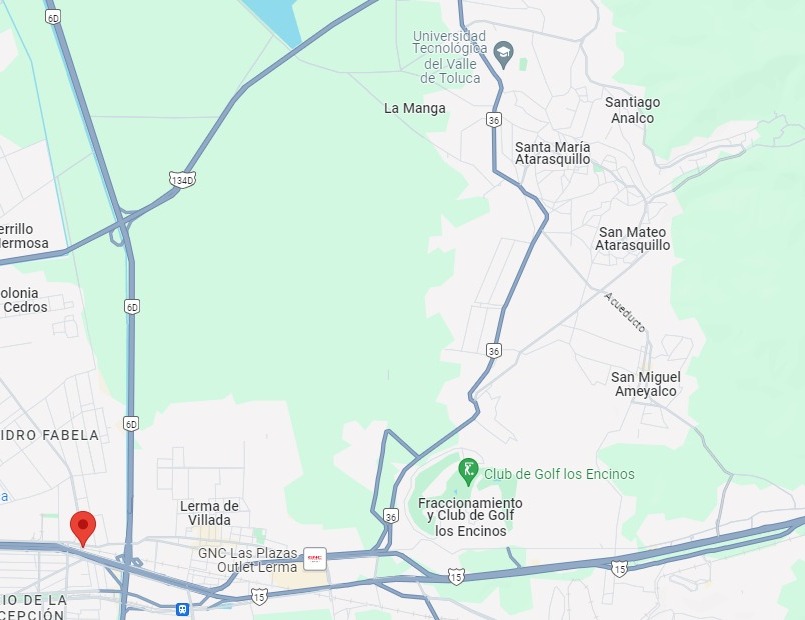 6D
Universidad
Tecnológica
del Valle
de Toluca
La Manga
36
Santiago
Analco
Santa María
Atarasquillo
134D
errillo
Hermosa
San Mateo
Atarasquillo
olonia
Cedros
6D
Acueducto
36
San Miguel
Ameyalco
6D
IDRO FABELA
Club de Golf los Encinos
a
Lerma de
Villada
Fraccionamiento
y Club de Golf
los Encinos
36
GNC Las Plazas
Outlet Lerma
GNC
15
15
15
IO DE LA
CEPCIÓN